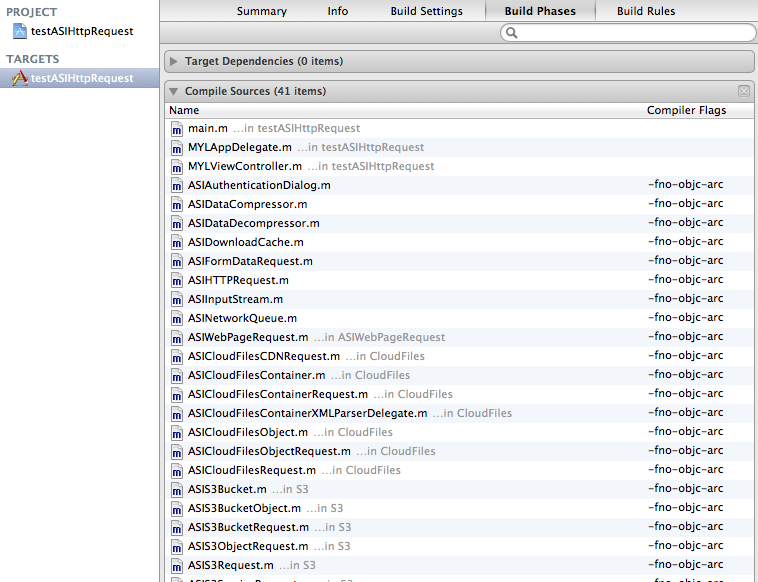 PROJECT
testASIHttpRequest
TARGETS
testASIHttpRequest
Summary Info Build Settings Build Phases Build Rules
Target Dependencies (0 items)
Compile Sources (41 items)
Name Compiler Flags
main.m ...in testASIHttpRequest
MYLAppDelegate.m ...in testASIHttpRequest
MYLViewController.m ...in testASIHttpRequest
ASIAuthenticationDialog.m -fno-objc-arc
ASIDataCompressor.m -fno-objc-arc
ASIDataDecompressor.m -fno-objc-arc
ASIDownloadCache.m -fno-objc-arc
ASIFormDataRequest.m -fno-objc-arc
ASIHTTPRequest.m -fno-objc-arc
ASIInputStream.m -fno-objc-arc
ASINetworkQueue.m -fno-objc-arc
ASIWebPageRequest.m ...in ASIWebPageRequest -fno-objc-arc
ASICloudFilesCDNRequest.m ...in CloudFiles -fno-objc-arc
ASICloudFilesContainer.m ...in CloudFiles -fno-objc-arc
ASICloudFilesContainerRequest.m ...in CloudFiles -fno-objc-arc
ASICloudFilesContainerXMLParserDelegate.m ...in CloudFiles -fno-objc-arc
ASICloudFilesObject.m ...in CloudFiles -fno-objc-arc
ASICloudFilesObjectRequest.m ...in CloudFiles -fno-objc-arc
ASICloudFilesRequest.m ...in CloudFiles -fno-objc-arc
ASIS3Bucket.m ...in S3 -fno-objc-arc
ASIS3BucketObject.m ...in S3 -fno-objc-arc
ASIS3BucketRequest.m ...in S3 -fno-objc-arc
ASIS3ObjectRequest.m ...in S3 -fno-objc-arc
ASIS3Request.m ...in S3 -fno-objc-arc